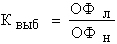 К выб = ОФ л / ОФ н